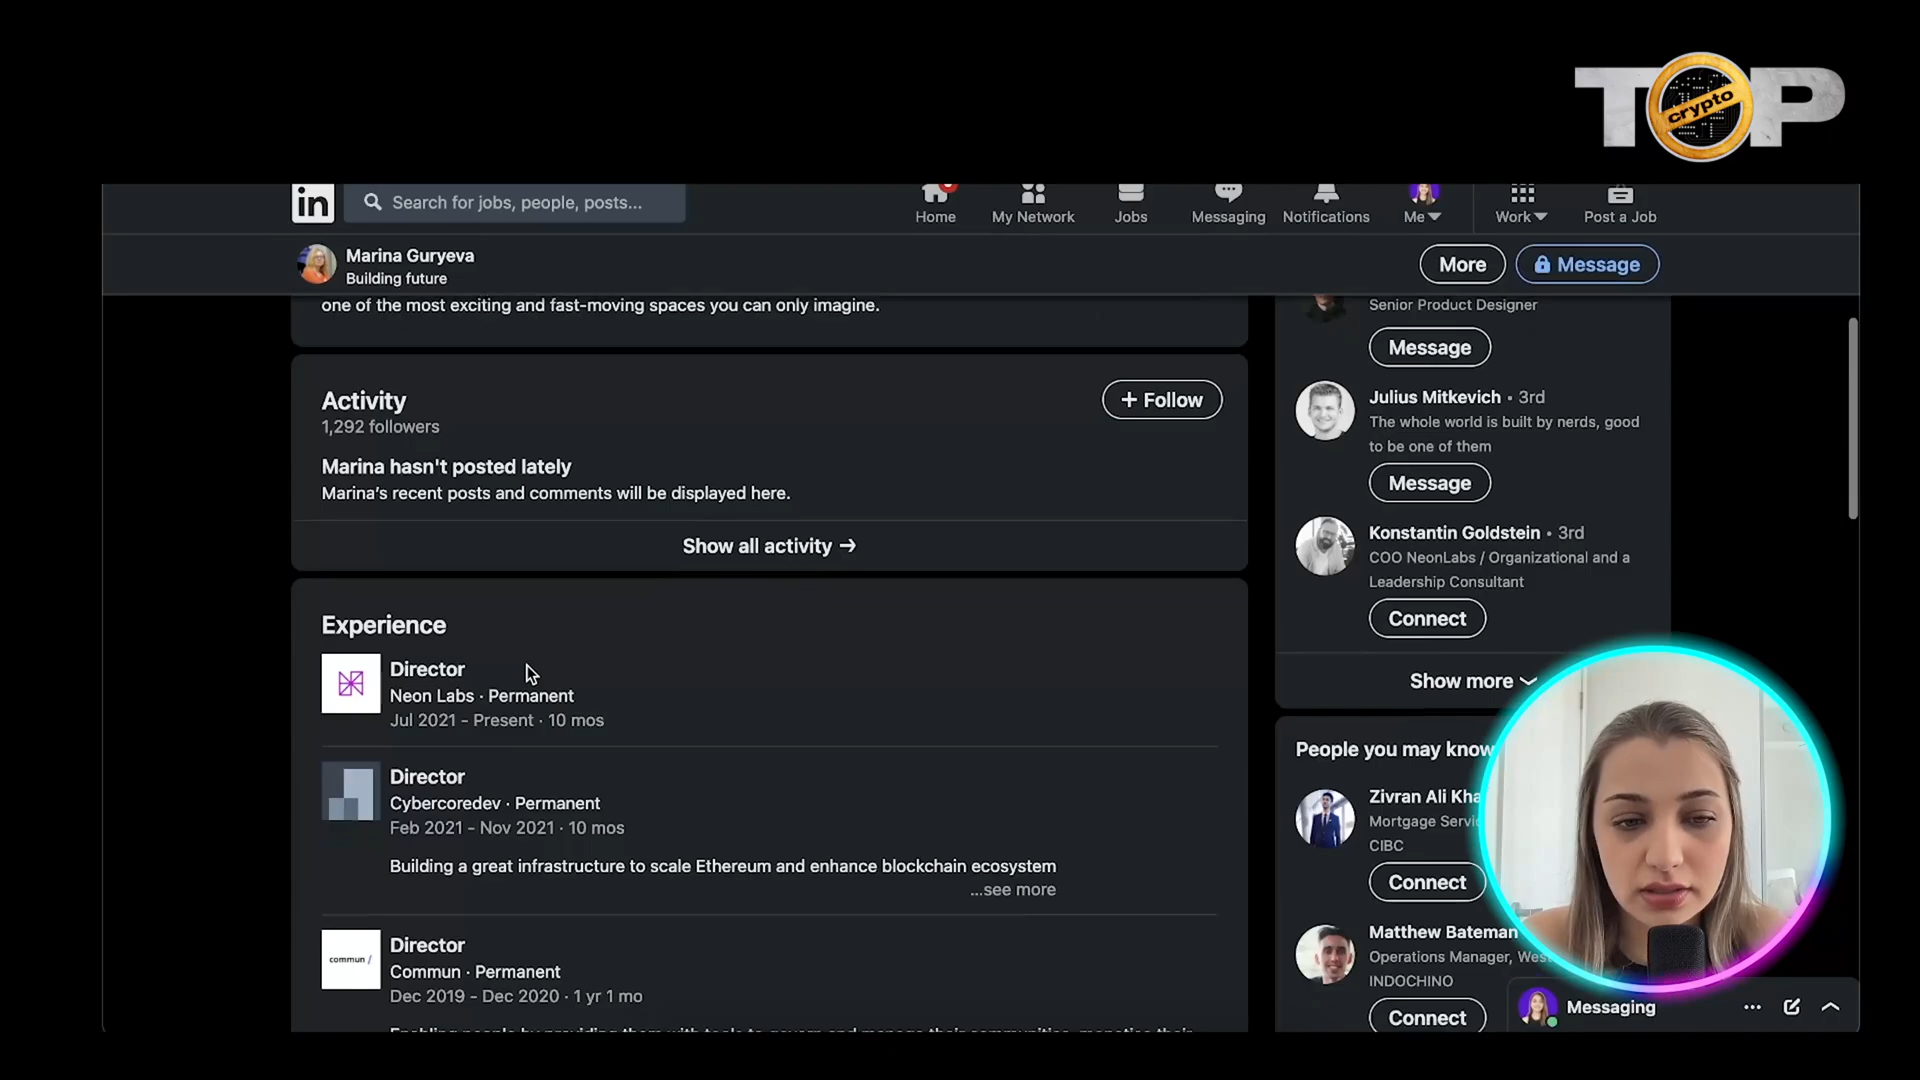 TOP
crypto
in
Search for jobs, people, posts...
Home
My Network
Jobs
Messaging
Notifications
Me
Work
Post a Job
Marina Guryeva
Building future
More
Message
one of the most exciting and fast-moving spaces you can only imagine.
Activity
1,292 followers
+ Follow
Marina hasn't posted lately
Marina's recent posts and comments will be displayed here.
Show all activity →
Experience
Director
Neon Labs · Permanent
Jul 2021 - Present · 10 mos
Director
Cybercoredev · Permanent
Feb 2021 - Nov 2021 · 10 mos
Building a great infrastructure to scale Ethereum and enhance blockchain ecosystem
...see more
commun /
Director
Commun · Permanent
Dec 2019 - Dec 2020 · 1 yr 1 mo
Senior Product Designer
Message
Julius Mitkevich · 3rd
The whole world is built by nerds, good
to be one of them
Message
Konstantin Goldstein · 3rd
COO NeonLabs / Organizational and a
Leadership Consultant
Connect
Show more
People you may know
Zivran Ali Kha
Mortgage Servic
CIBC
Connect
Matthew Bateman
Operations Manager, Wes
INDOCHINO
Connect
Messaging